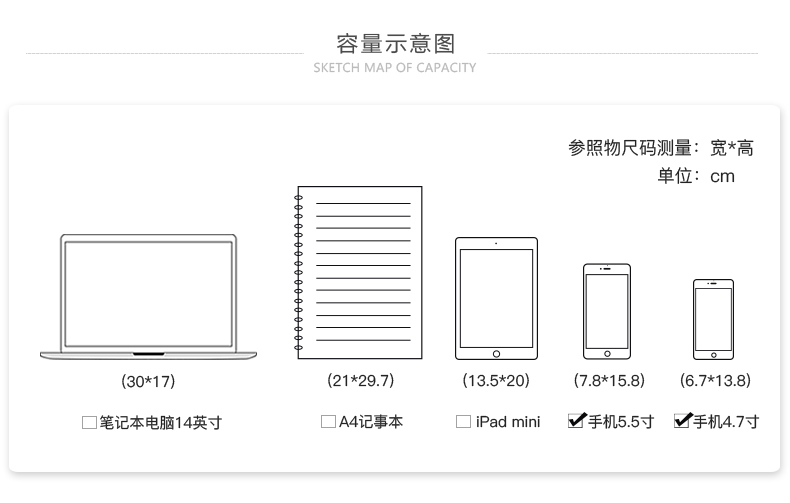 容量示意图
SKETCH MAP OF CAPACITY
参照物尺码测量：宽*高
单位：cm
(30*17) (21*29.7) (13.5*20) (7.8*15.8) (6.7*13.8)
笔记本电脑14英寸 A4记事本 iPad mini 手机5.5寸 手机4.7寸